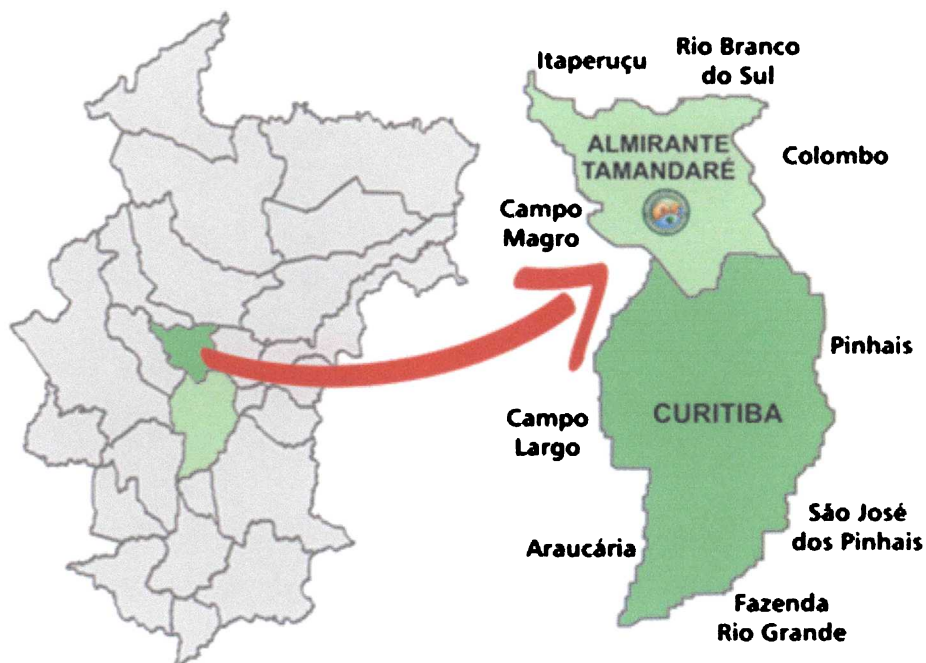 Itaperuçu
Rio Branco
do Sul
ALMIRANTE
TAMANDARÉ
Colombo
Campo
Magro
Pinhais
CURITIBA
Campo
Largo
São José
dos Pinhais
Araucária
Fazenda
Rio Grande